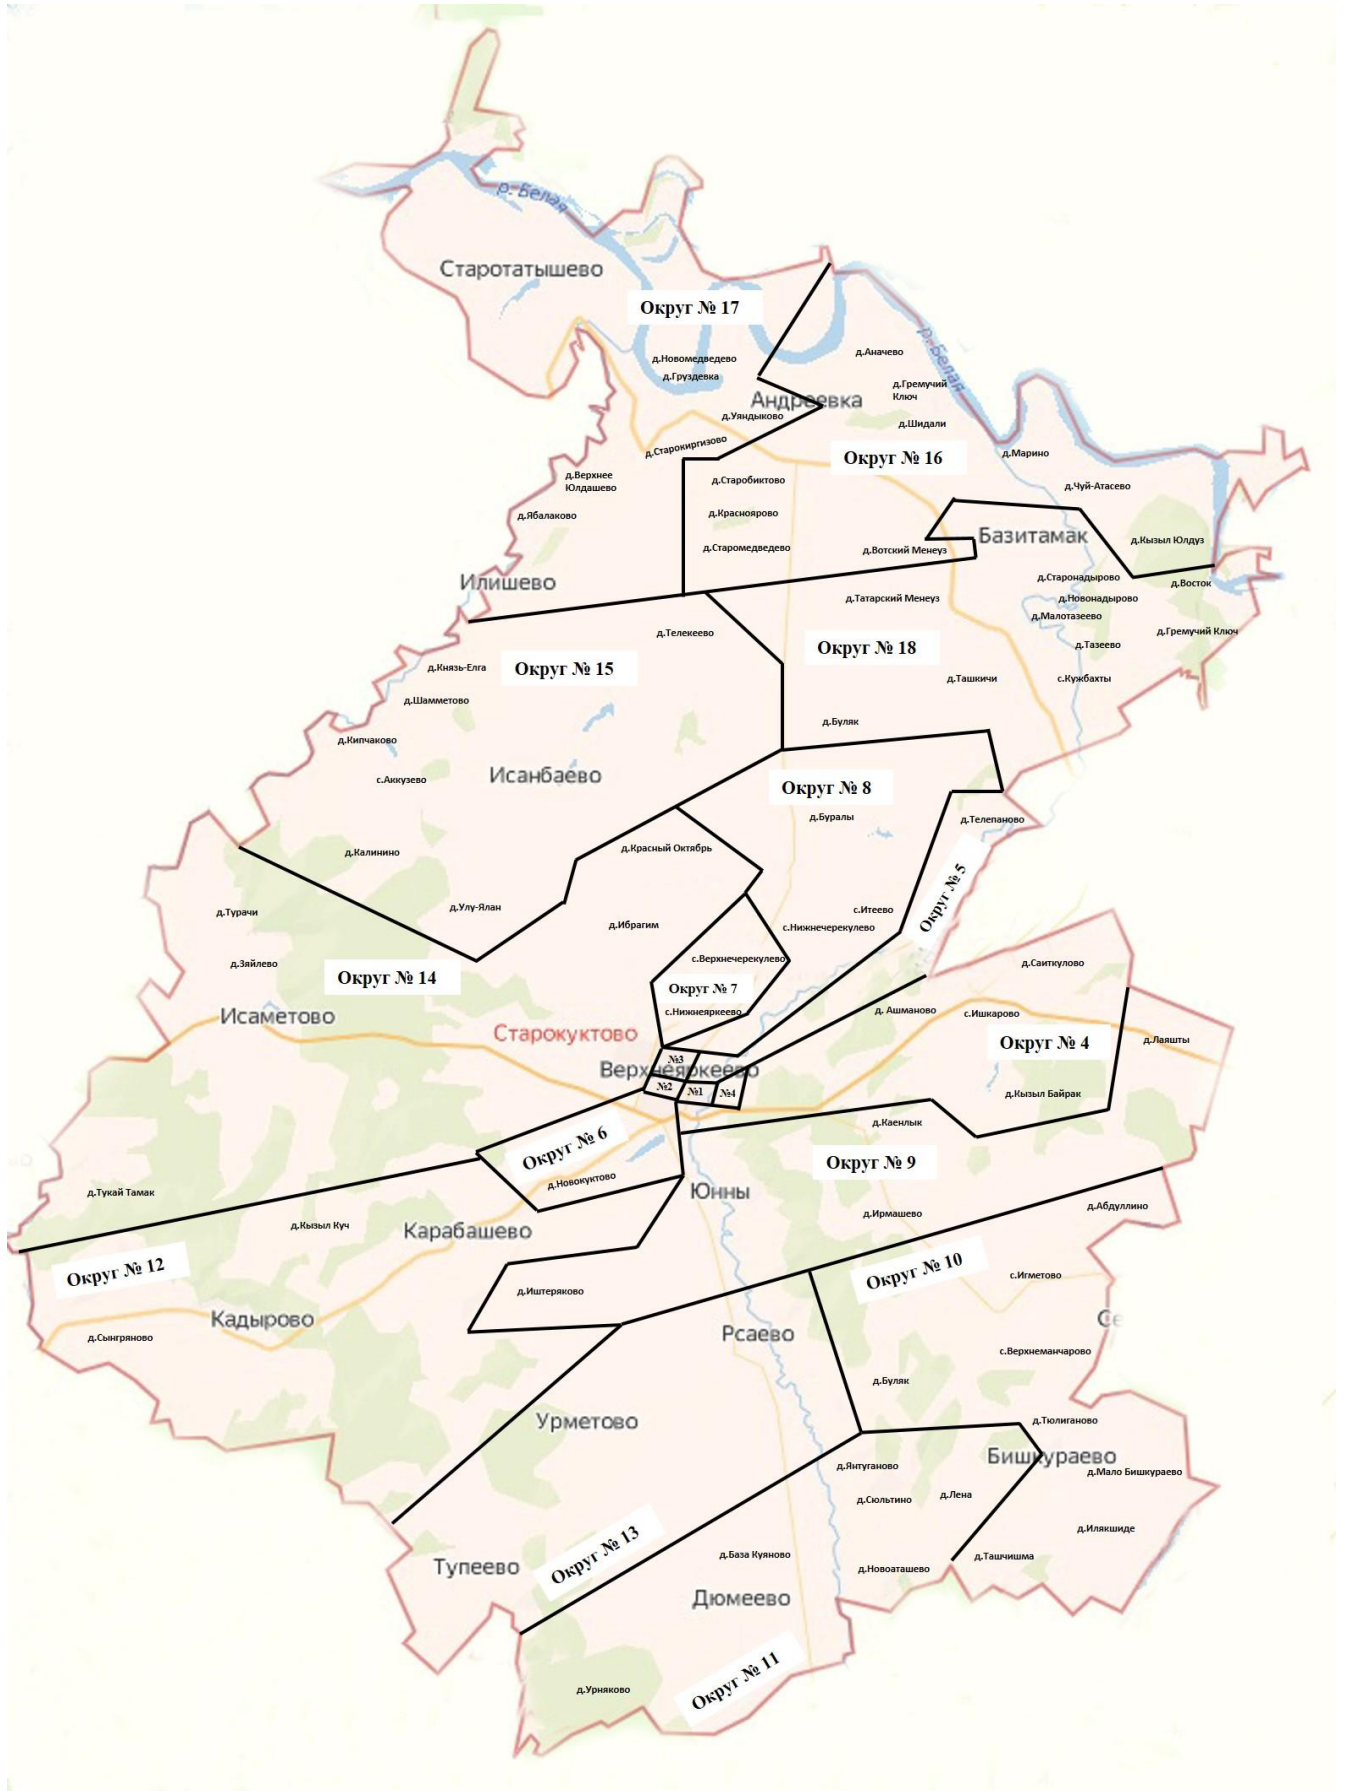 р. Белая
Старотатышево
Округ № 17
р. Белая
д.Аначево
д.Новомедведево
д.Груздевка
д.Гремучий
Ключ
Андреевка
д.Уяндыково
д.Шидали
д.Старокиргизово
д.Марино
Округ № 16
д.Верхнее
Юлдашево
д.Старобиктово
д.Чуй-Атасево
д.Ябалаково
д.Красноярово
Базитамак
д.Кызыл Юлдуз
д.Старомедведево
д.Вотский Менеуз
Илишево
д.Старонадырово
д.Восток
д.Татарский Менеуз
д.Новонадырово
д.Малотазеево
д.Телекеево
д.Гремучий Ключ
Округ № 18
д.Тазеево
д.Князь-Елга
Округ № 15
д.Ташкичи
с.Кужбахты
д.Шамметово
д.Буляк
д.Кипчаково
с.Аккузево
Исанбаево
Округ № 8
д.Буралы
д.Телепаново
д.Калинино
д.Красный Октябрь
Округ № 5
д.Турачи
д.Улу-Ялан
с.Итеево
д.Ибрагим
с.Нижнечерекулево
д.Зяйлево
с.Верхнечерекулево
д.Саиткулово
Округ № 14
Округ № 7
Исаметово
с.Нижнеяркеево
д. Ашманово
с.Ишкарово
Старокуктово
Округ № 4
д.Лаяшты
№3
Верхнеяркеево
№2
№1
№4
д.Кызыл Байрак
д.Каенлык
Округ № 6
Округ № 9
д.Новокуктово
Юнны
д.Тукай Тамак
д.Абдуллино
д.Кызыл Куч
Карабашево
д.Ирмашево
Округ № 12
Округ № 10
с.Игметово
д.Иштеряково
Кадырово
Се
д.Сынгряново
Рсаево
с.Верхнеманчарово
д.Буляк
Урметово
д.Тюлиганово
Бишкураево
д.Янтуганово
д.Мало Бишкураево
д.Сюльтино
д.Лена
д.Илякшиде
Округ № 13
д.База Куяново
д.Ташчишма
Тупеево
д.Новоаташево
Дюмеево
Округ № 11
д.Урняково